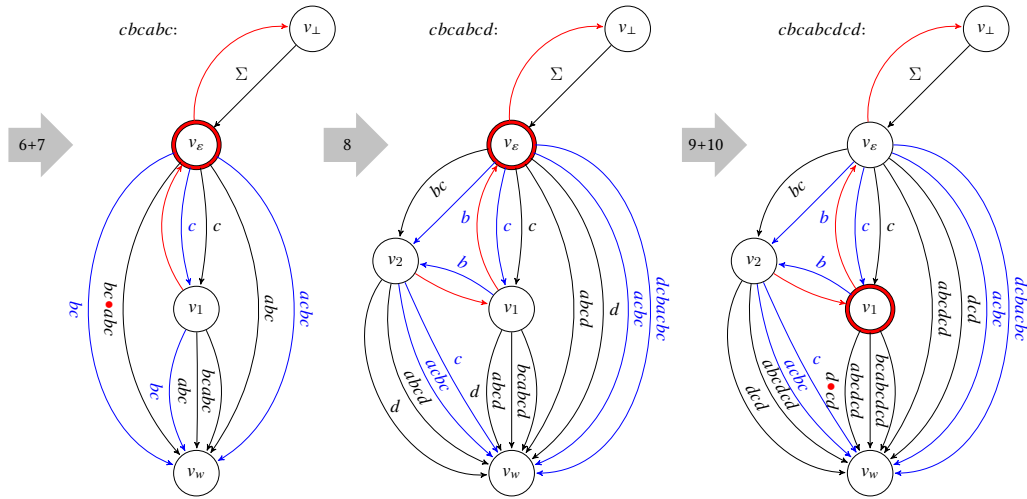 cbcabc:
v⊥
Σ
6+7
vε
c
c
bc
bc•abc
abc
acbc
v1
bc
abc
bcabc
vw
cbcabcd:
v⊥
Σ
8
vε
bc
b
c
c
v2
b
v1
abcd
d
acbc
dcbacbc
d
abcd
acbc
c
d
abcd
bcabcd
vw
cbcabcdcd:
v⊥
Σ
9+10
vε
bc
b
c
c
v2
b
v1
abcdcd
dcd
acbc
dcbacbc
dcd
abcdcd
acbc
c
d•cd
abcdcd
bcabcdcd
vw